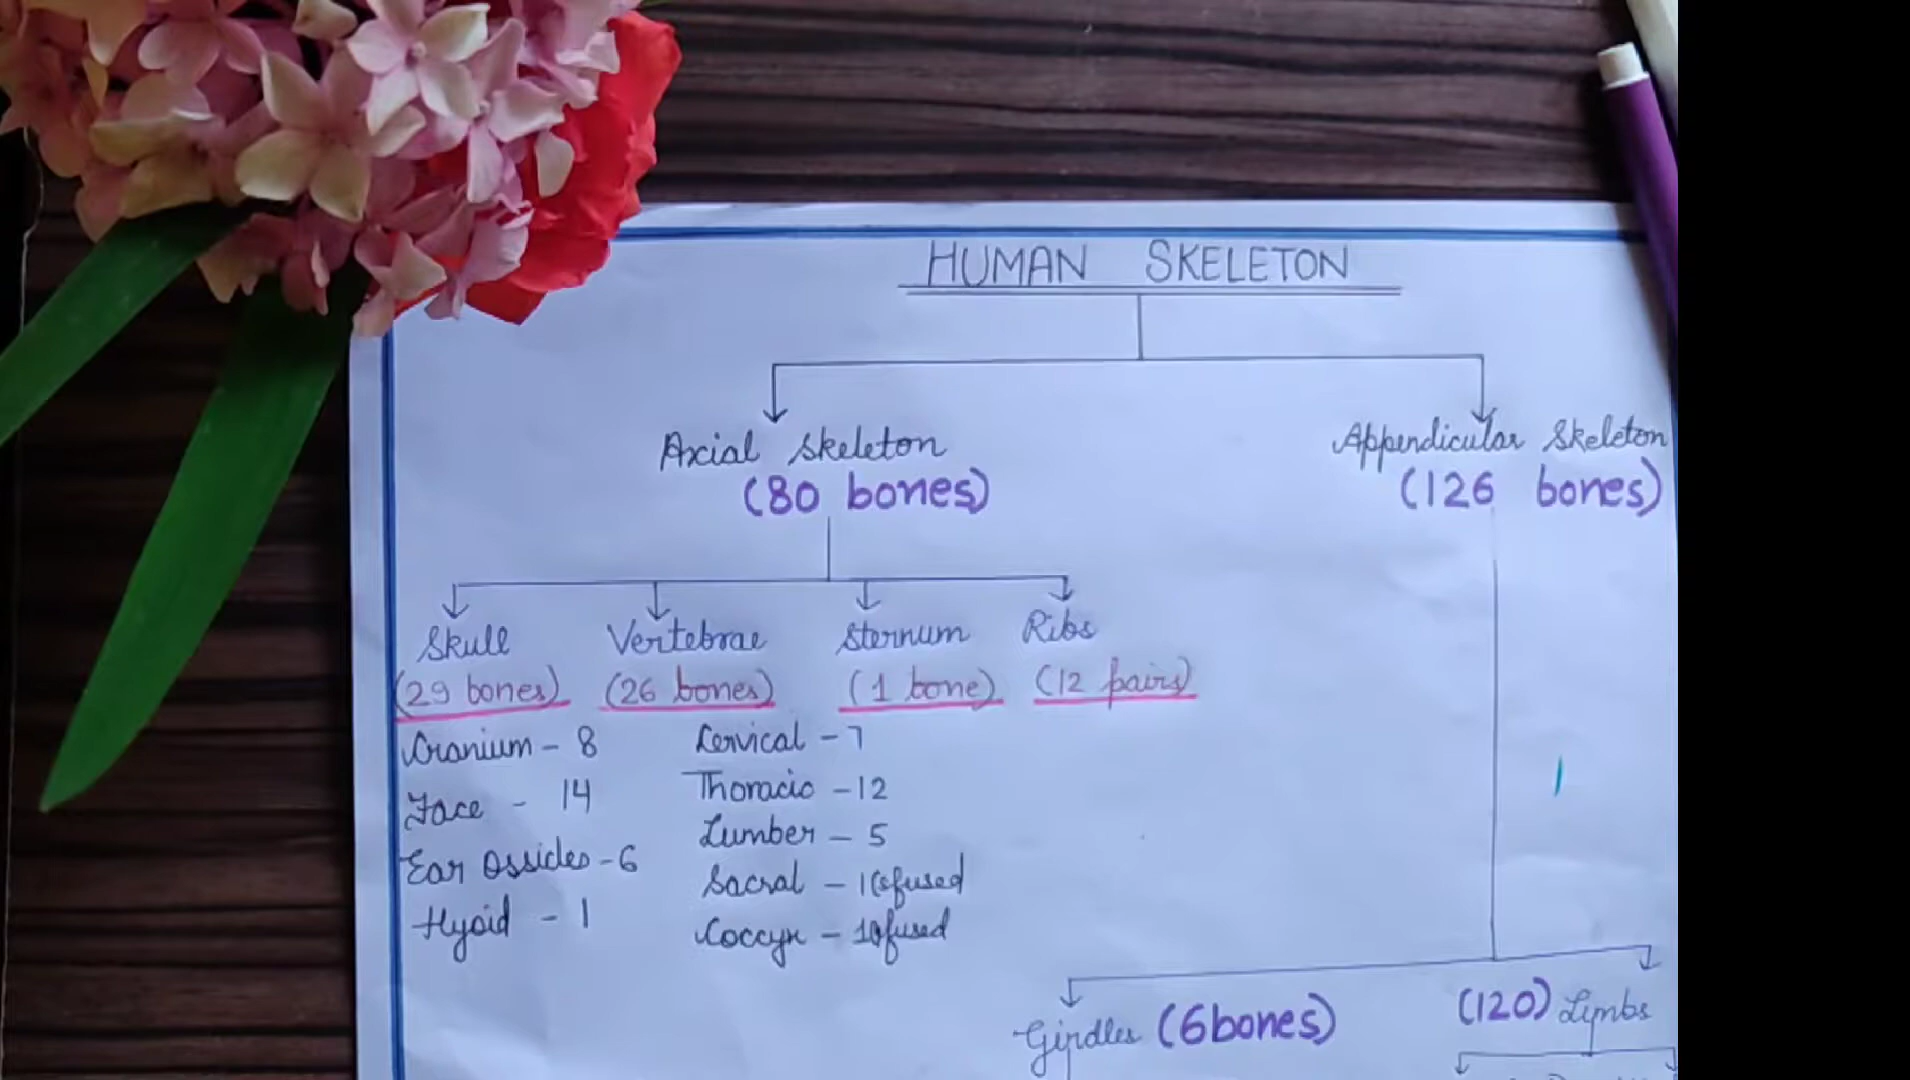 HUMAN SKELETON
Axial Skeleton
(80 bones)
Appendicular Skeleton
(126 bones)
Skull
(29 bones)
Cranium - 8
Face - 14
Ear Ossicles - 6
Hyoid - 1
Vertebrae
(26 bones)
Cervical - 7
Thoracic - 12
Lumber - 5
Sacral - 1 fused
Coccyx - 1 fused
Sternum
(1 bone)
Ribs
(12 pairs)
Girdles (6bones)
(120) Limbs